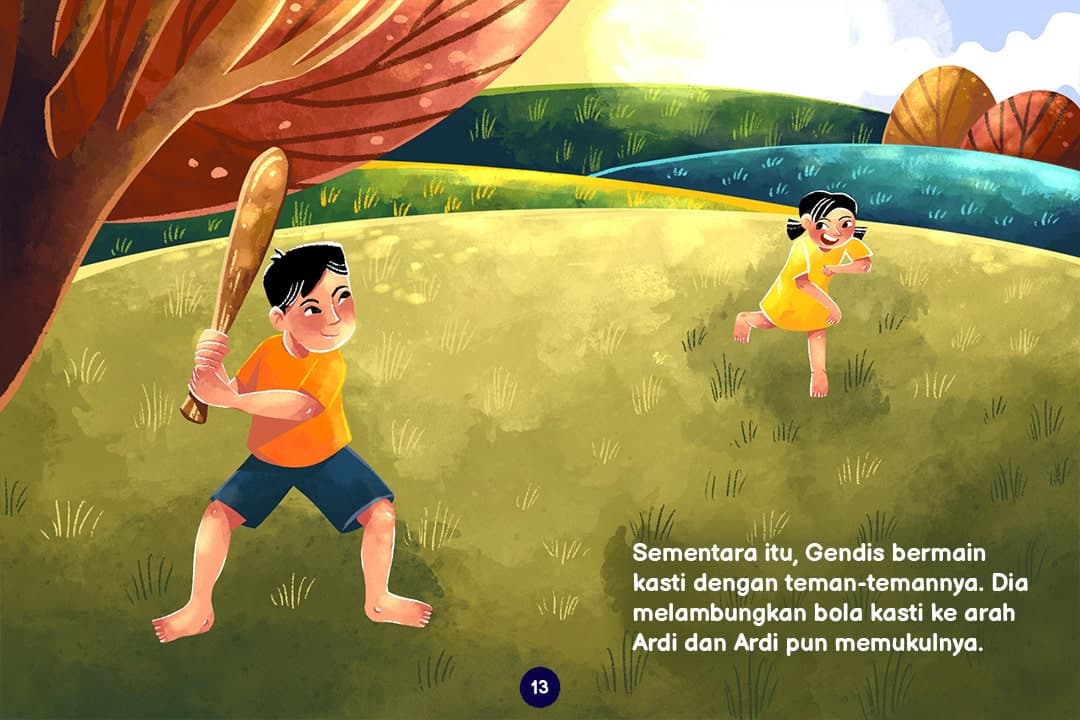 Sementara itu, Gendis bermain
kasti dengan teman-temannya. Dia
melambungkan bola kasti ke arah
Ardi dan Ardi pun memukulnya.
13